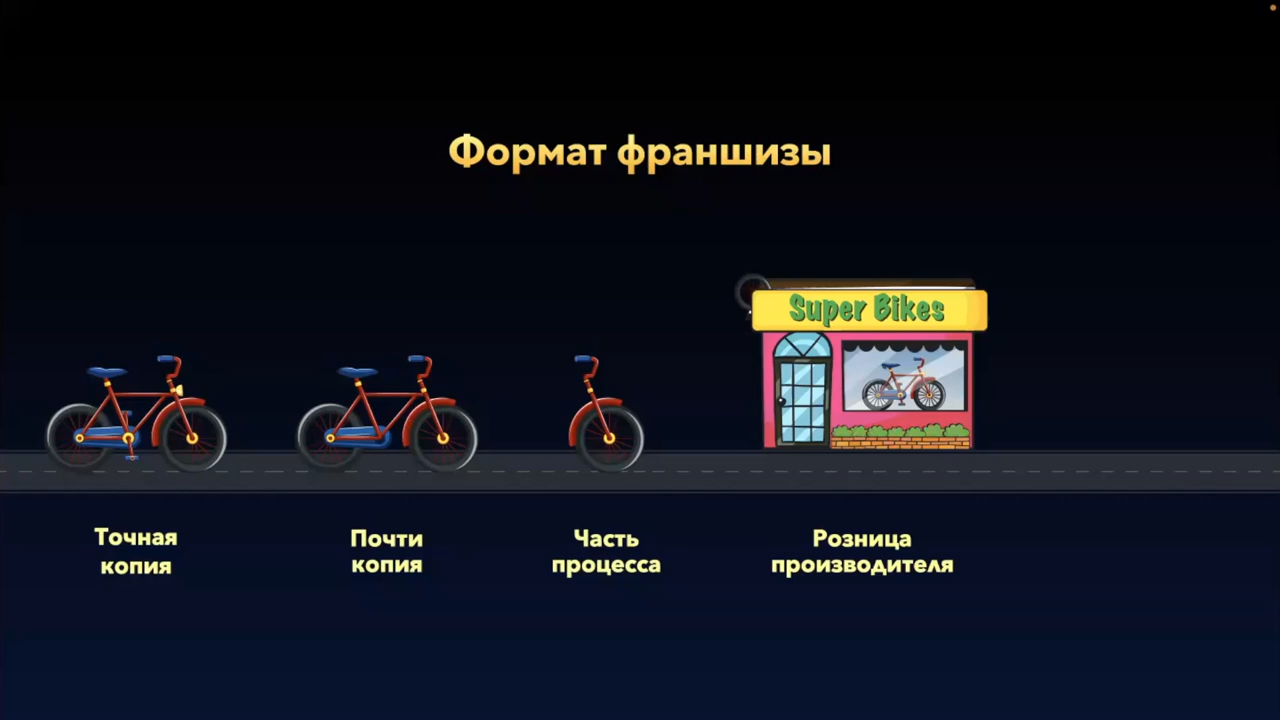 Формат франшизы
Super Bikes
Точная
копия
Почти
копия
Часть
процесса
Розница
производителя